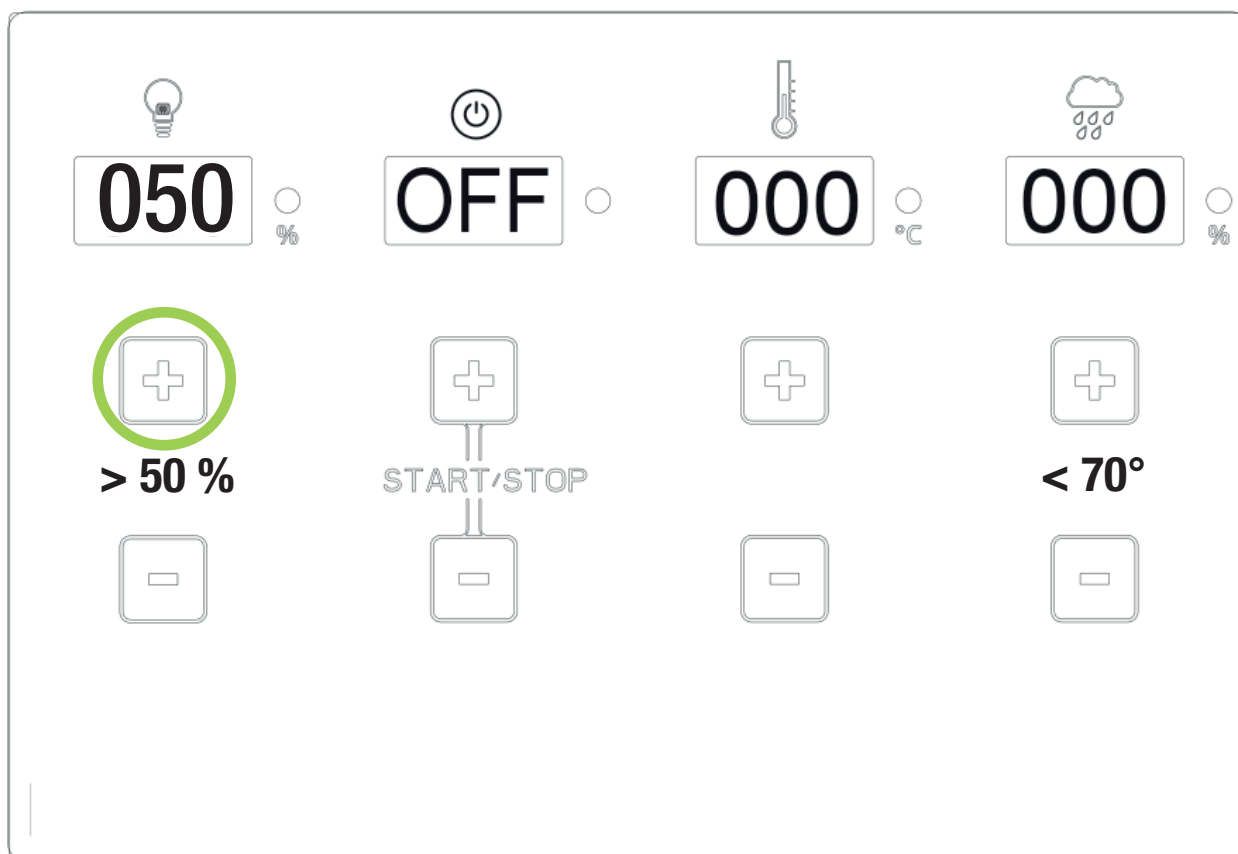 050 % OFF 000 °C 000 %
+ + + +
> 50 % START/STOP < 70°
- - - -